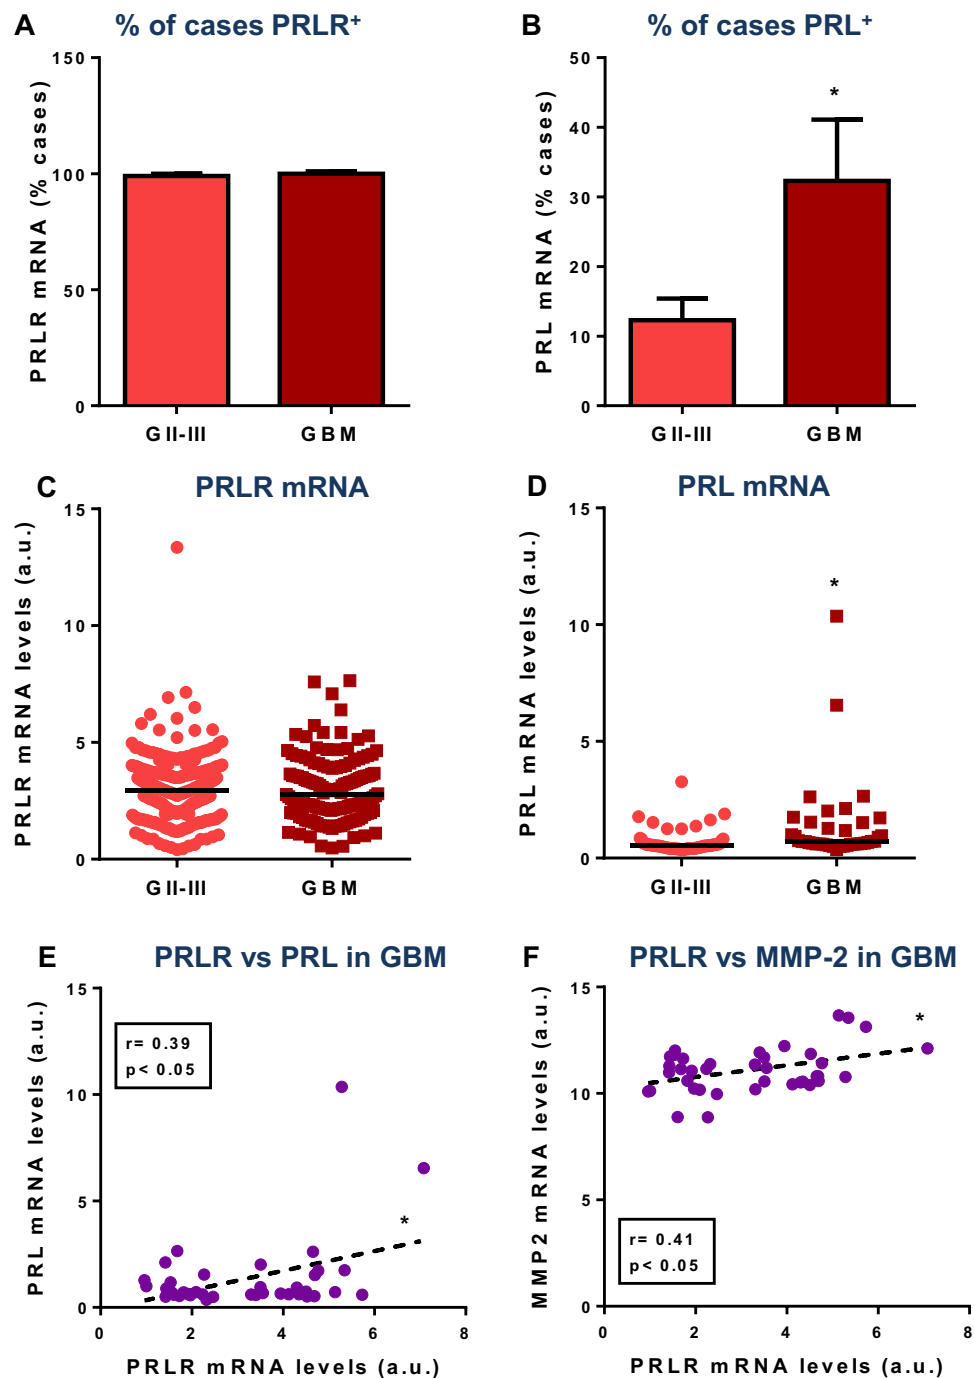 A % of cases PRLR+
PRLR mRNA (% cases)
150
100
50
0
GII-III GBM
B % of cases PRL+
PRL mRNA (% cases)
50
40
30
20
10
0
*
GII-III GBM
C PRLR mRNA
PRLR mRNA levels (a.u.)
15
10
5
0
GII-III GBM
D PRL mRNA
PRL mRNA levels (a.u.)
15
10
5
0
*
GII-III GBM
E PRLR vs PRL in GBM
PRL mRNA levels (a.u.)
15
10
5
0
r= 0.39
p< 0.05
*
0 2 4 6 8
PRLR mRNA levels (a.u.)
F PRLR vs MMP-2 in GBM
MMP2 mRNA levels (a.u.)
15
10
5
0
*
r= 0.41
p< 0.05
0 2 4 6 8
PRLR mRNA levels (a.u.)